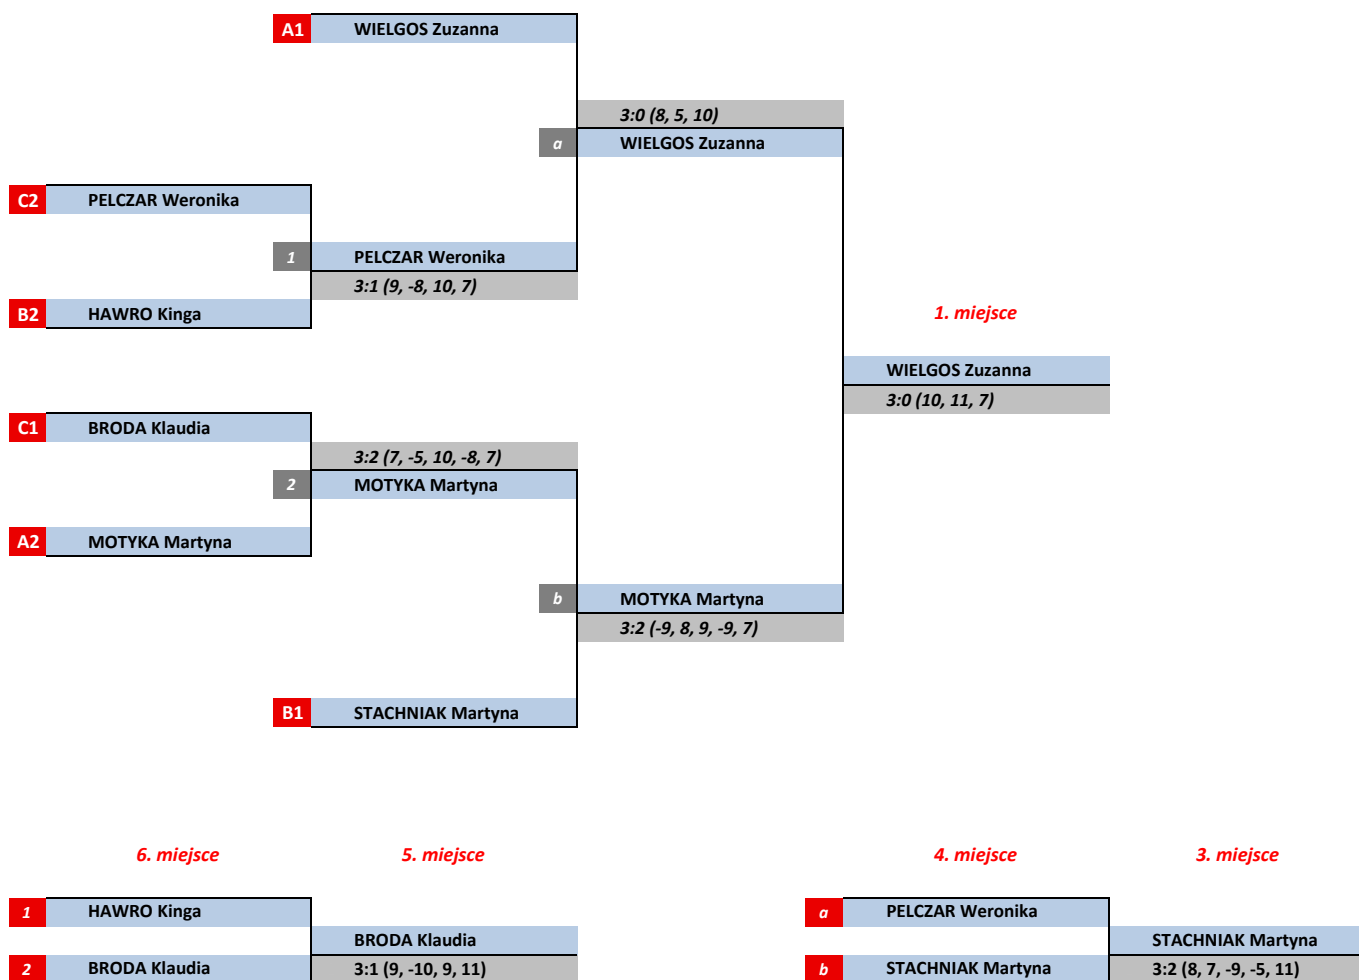 A1 WIELGOS Zuzanna
3:0 (8, 5, 10)
a WIELGOS Zuzanna
C2 PELCZAR Weronika
1 PELCZAR Weronika
3:1 (9, -8, 10, 7)
B2 HAWRO Kinga
1. miejsce
WIELGOS Zuzanna
3:0 (10, 11, 7)
C1 BRODA Klaudia
3:2 (7, -5, 10, -8, 7)
2 MOTYKA Martyna
A2 MOTYKA Martyna
b MOTYKA Martyna
3:2 (-9, 8, 9, -9, 7)
B1 STACHNIAK Martyna
6. miejsce 5. miejsce 4. miejsce 3. miejsce
1 HAWRO Kinga a PELCZAR Weronika
BRODA Klaudia STACHNIAK Martyna
2 BRODA Klaudia 3:1 (9, -10, 9, 11) b STACHNIAK Martyna 3:2 (8, 7, -9, -5, 11)